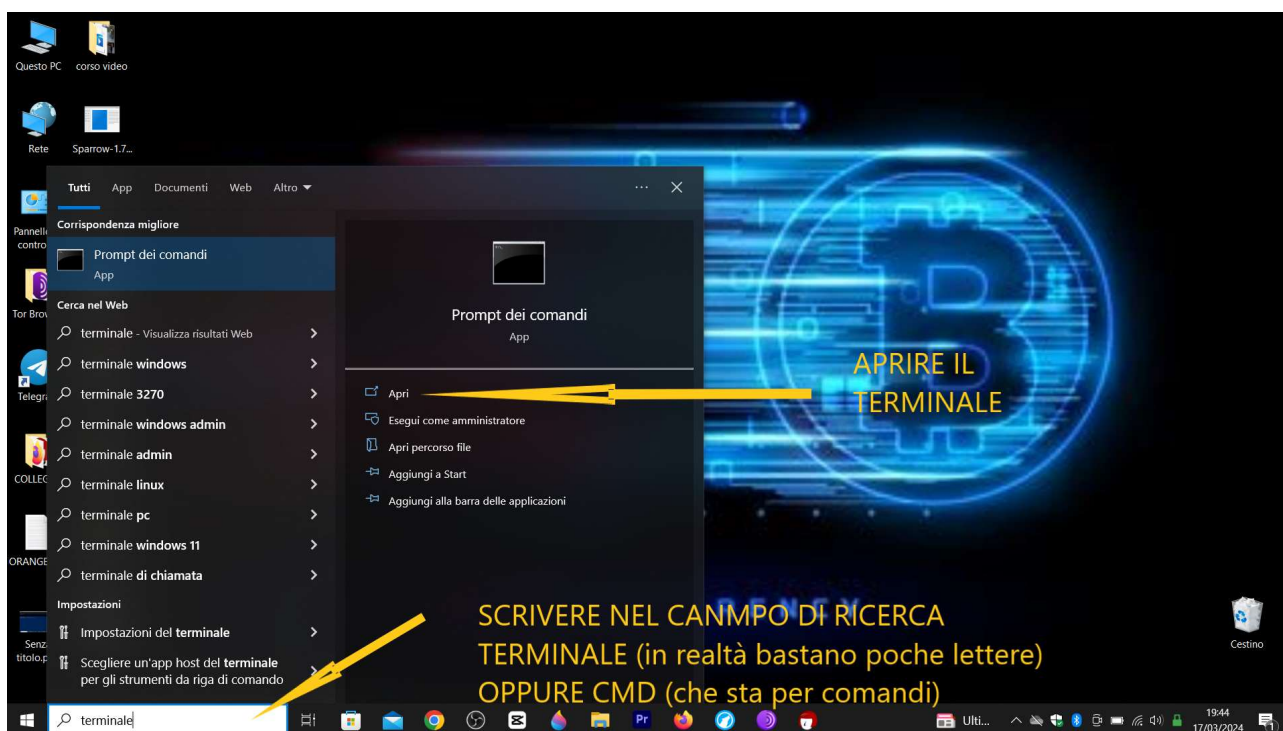 Questo PC
corso video
Rete
Sparrow-1.7...
Tutti App Documenti Web Altro
Corrispondenza migliore
Prompt dei comandi
App
Cerca nel Web
terminale - Visualizza risultati Web
terminale windows
terminale 3270
terminale windows admin
terminale admin
terminale linux
terminale pc
terminale windows 11
terminale di chiamata
Impostazioni
Impostazioni del terminale
Scegliere un'app host del terminale
per gli strumenti da riga di comando
terminale
Prompt dei comandi
App
Apri
Esegui come amministratore
Apri percorso file
Aggiungi a Start
Aggiungi alla barra delle applicazioni
APRIRE IL
TERMINALE
SCRIVERE NEL CANMPO DI RICERCA
TERMINALE (in realtà bastano poche lettere)
OPPURE CMD (che sta per comandi)
Cestino
Pr
Ulti...
19:44
17/03/2024